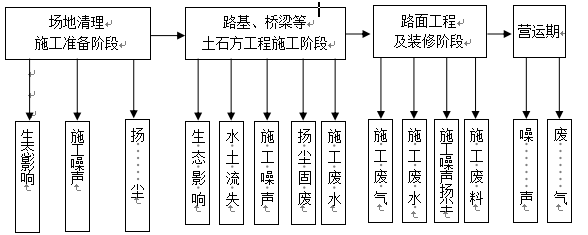 场地清理
施工准备阶段
路基、桥梁等
土石方工程施工阶段
路面工程
及装修阶段
营运期
生态影响
施工噪声
扬尘
生态影响
水土流失
施工噪声
扬尘固废
施工废水
施工废气
施工废水
施工噪声扬尘
施工废料
噪声
废气